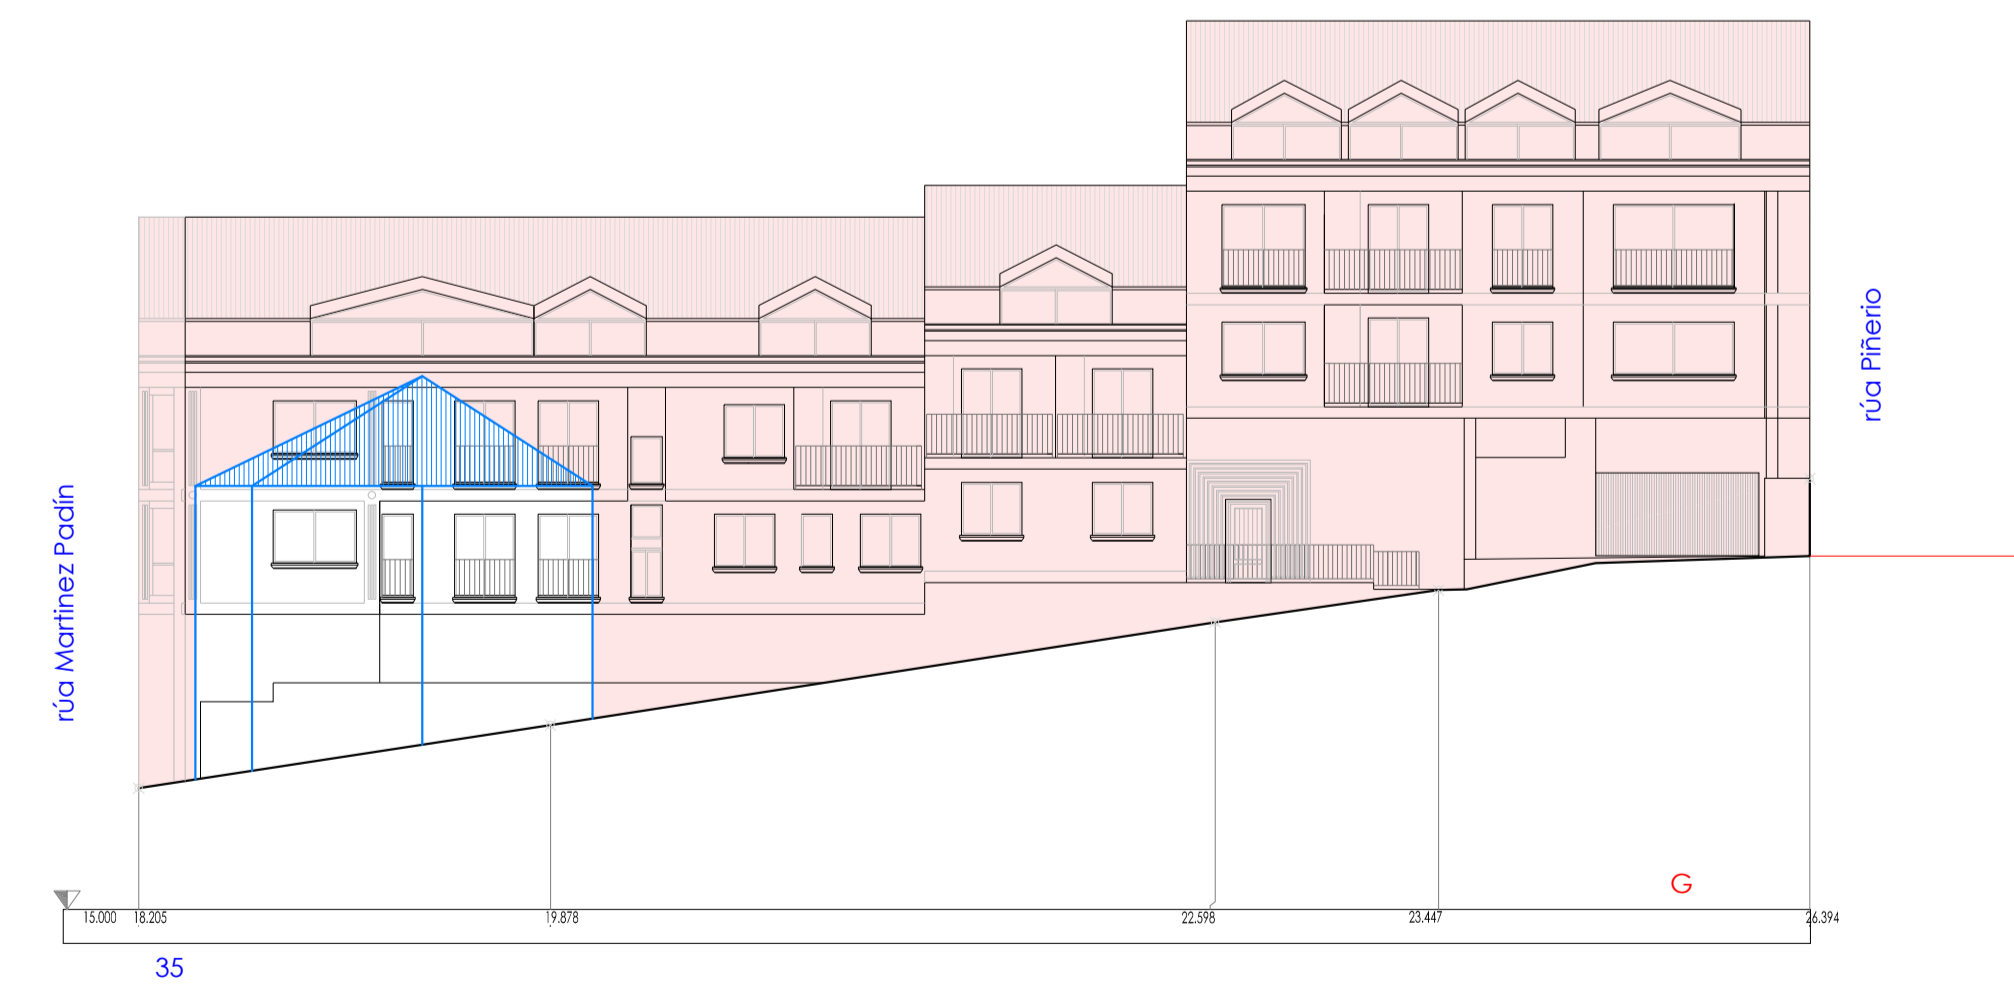 rúa Piñerio
rúa Martinez Padín
G
15.000 18.205 19.878 22.598 23.447 26.394
35